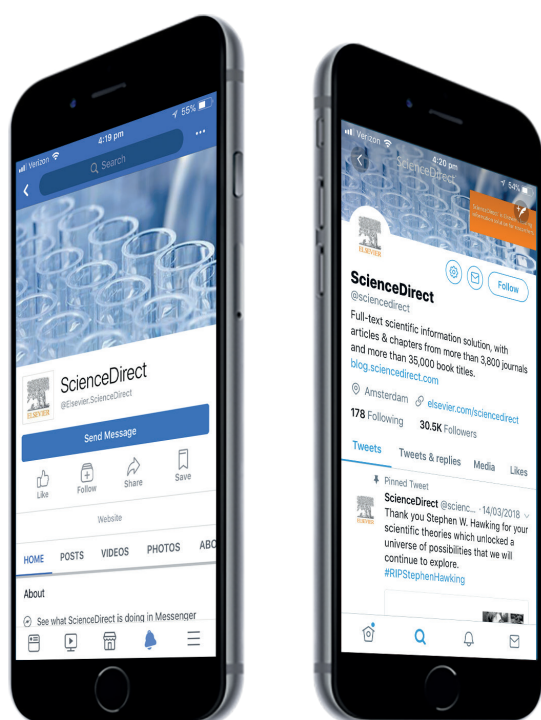 Verizon
4:19 pm
55%
Search
ELSEVIER
ScienceDirect
@Elsevier.ScienceDirect
Send Message
Like
Follow
Share
Save
Website
HOME
POSTS
VIDEOS
PHOTOS
ABO
About
See what ScienceDirect is doing in Messenger
Verizon
4:20 pm
54%
ScienceDirect
ELSEVIER
Follow
ScienceDirect
@sciencedirect
Full-text scientific information solution, with
articles & chapters from more than 3,800 journals
and more than 35,000 book titles.
blog.sciencedirect.com
Amsterdam elsevier.com/sciencedirect
178 Following 30.5K Followers
Tweets Tweets & replies Media Likes
Pinned Tweet
ScienceDirect @scienc... · 14/03/2018
Thank you Stephen W. Hawking for your
scientific theories which unlocked a
universe of possibilities that we will
continue to explore.
#RIPStephenHawking